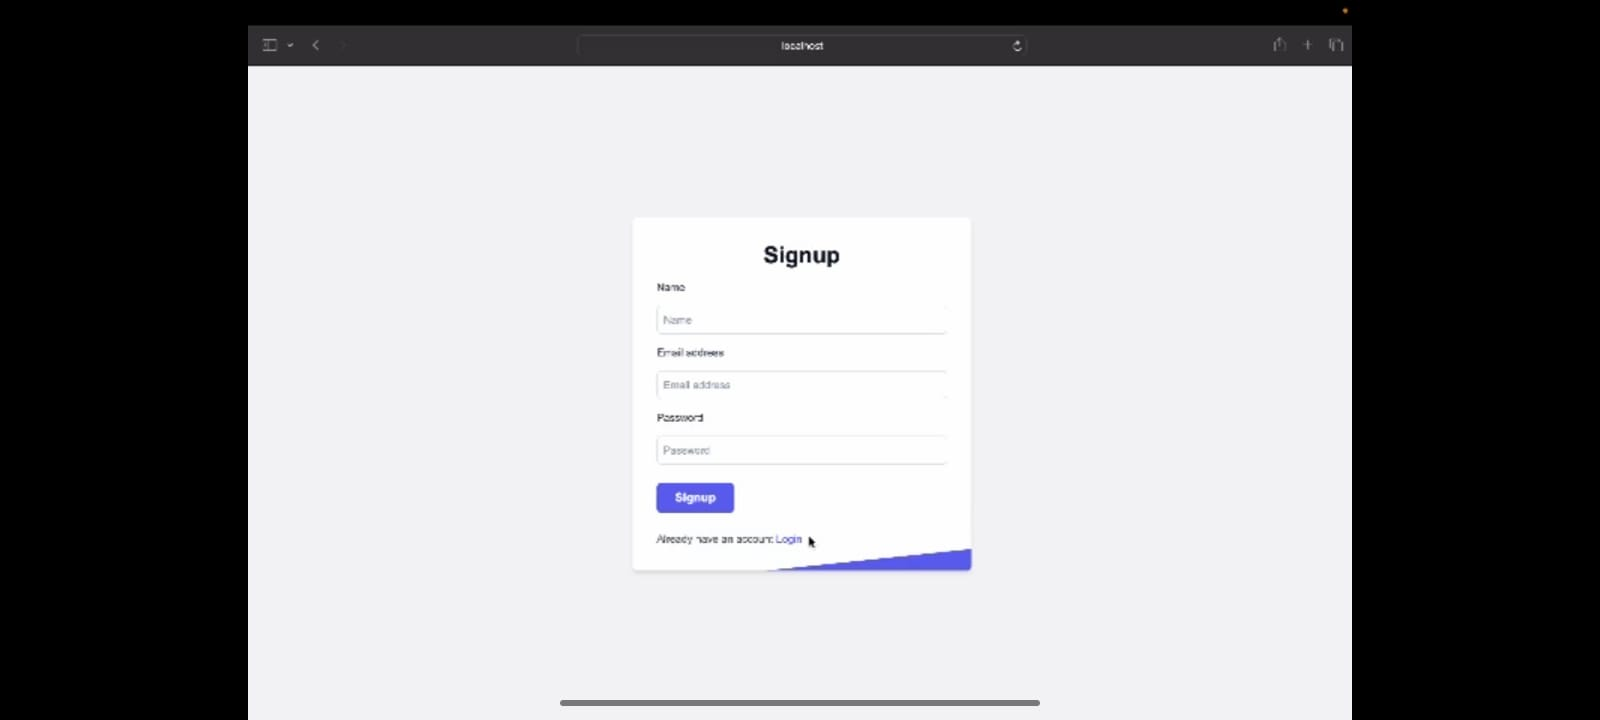 localhost
Signup
Name
Name
Email address
Email address
Password
Password
Signup
Already have an account Login